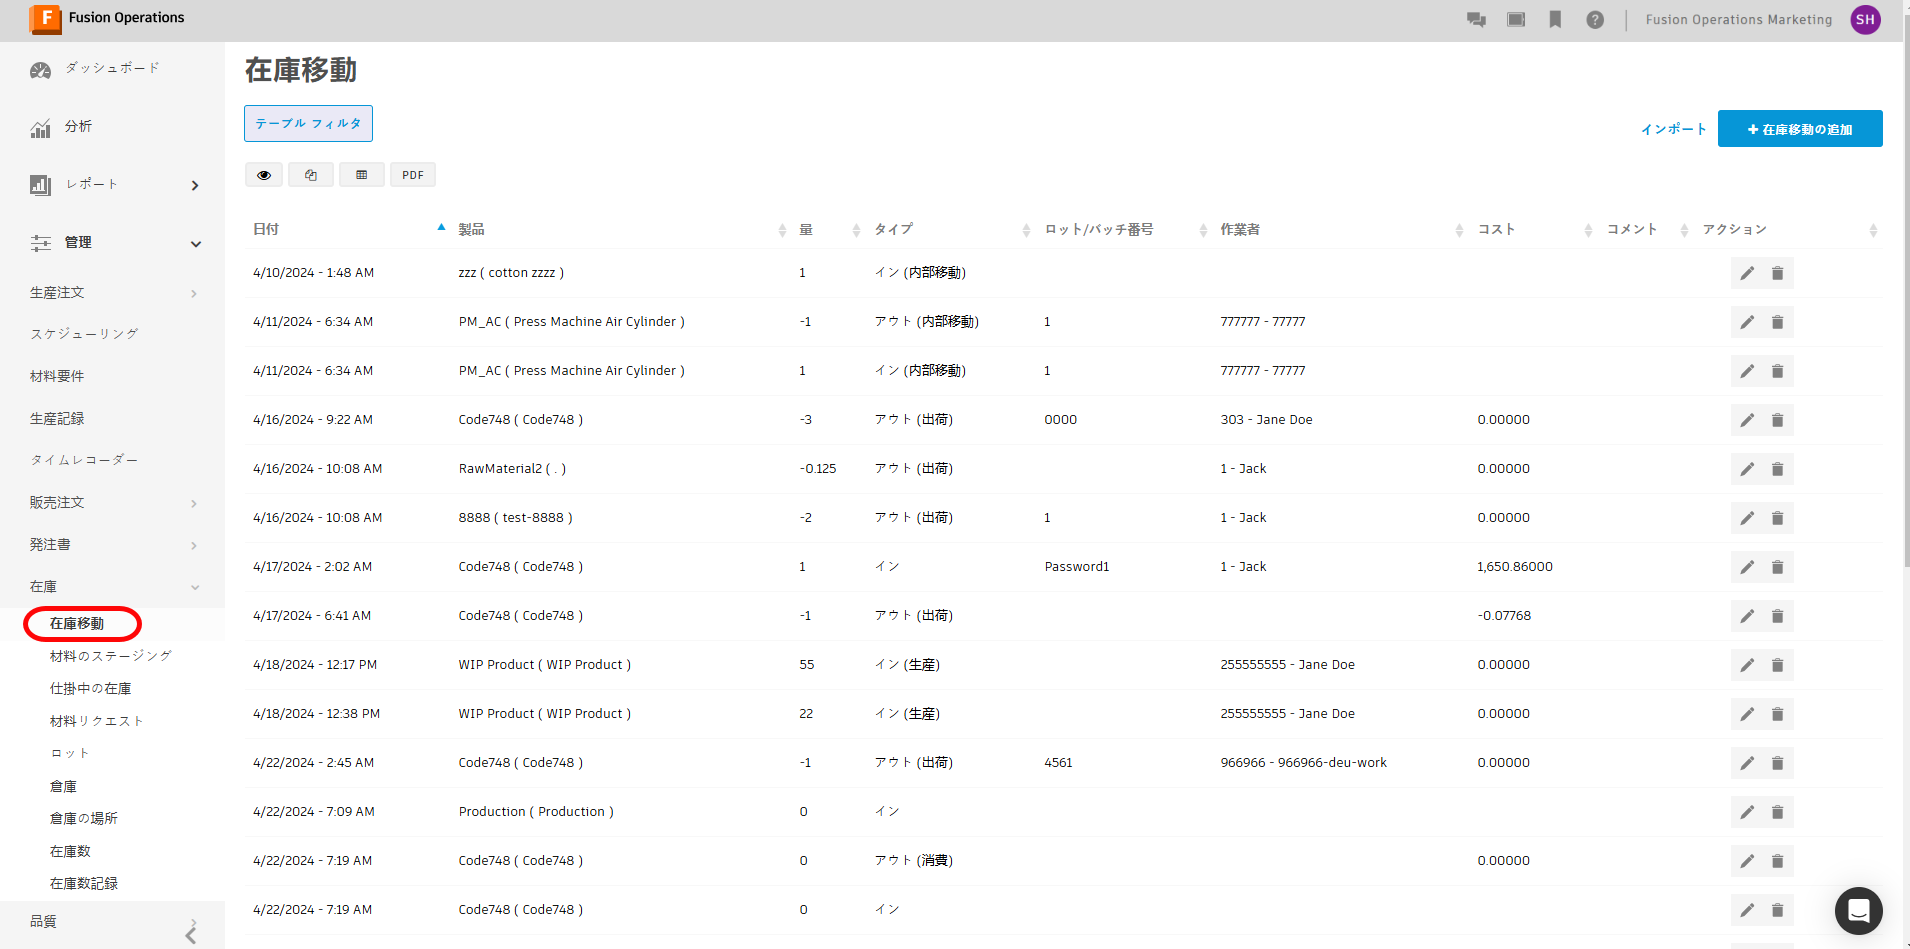 F Fusion Operations
Fusion Operations Marketing SH
ダッシュボード
分析
レポート
管理
生産注文
スケジューリング
材料要件
生産記録
タイムレコーダー
販売注文
発注書
在庫
在庫移動
材料のステージング
仕掛中の在庫
材料リクエスト
ロット
倉庫
倉庫の場所
在庫数
在庫数記録
品質
在庫移動
テーブル フィルタ
インポート
+ 在庫移動の追加
PDF
日付 製品 量 タイプ ロット/バッチ番号 作業者 コスト コメント アクション
4/10/2024 - 1:48 AM zzz ( cotton zzzz ) 1 イン (内部移動)
4/11/2024 - 6:34 AM PM_AC ( Press Machine Air Cylinder ) -1 アウト (内部移動) 1 777777 - 77777
4/11/2024 - 6:34 AM PM_AC ( Press Machine Air Cylinder ) 1 イン (内部移動) 1 777777 - 77777
4/16/2024 - 9:22 AM Code748 ( Code748 ) -3 アウト (出荷) 0000 303 - Jane Doe 0.00000
4/16/2024 - 10:08 AM RawMaterial2 ( . ) -0.125 アウト (出荷) 1 - Jack 0.00000
4/16/2024 - 10:08 AM 8888 ( test-8888 ) -2 アウト (出荷) 1 1 - Jack 0.00000
4/17/2024 - 2:02 AM Code748 ( Code748 ) 1 イン Password1 1 - Jack 1,650.86000
4/17/2024 - 6:41 AM Code748 ( Code748 ) -1 アウト (出荷) -0.07768
4/18/2024 - 12:17 PM WIP Product ( WIP Product ) 55 イン (生産) 255555555 - Jane Doe 0.00000
4/18/2024 - 12:38 PM WIP Product ( WIP Product ) 22 イン (生産) 255555555 - Jane Doe 0.00000
4/22/2024 - 2:45 AM Code748 ( Code748 ) -1 アウト (出荷) 4561 966966 - 966966-deu-work 0.00000
4/22/2024 - 7:09 AM Production ( Production ) 0 イン
4/22/2024 - 7:19 AM Code748 ( Code748 ) 0 アウト (消費) 0.00000
4/22/2024 - 7:19 AM Code748 ( Code748 ) 0 イン